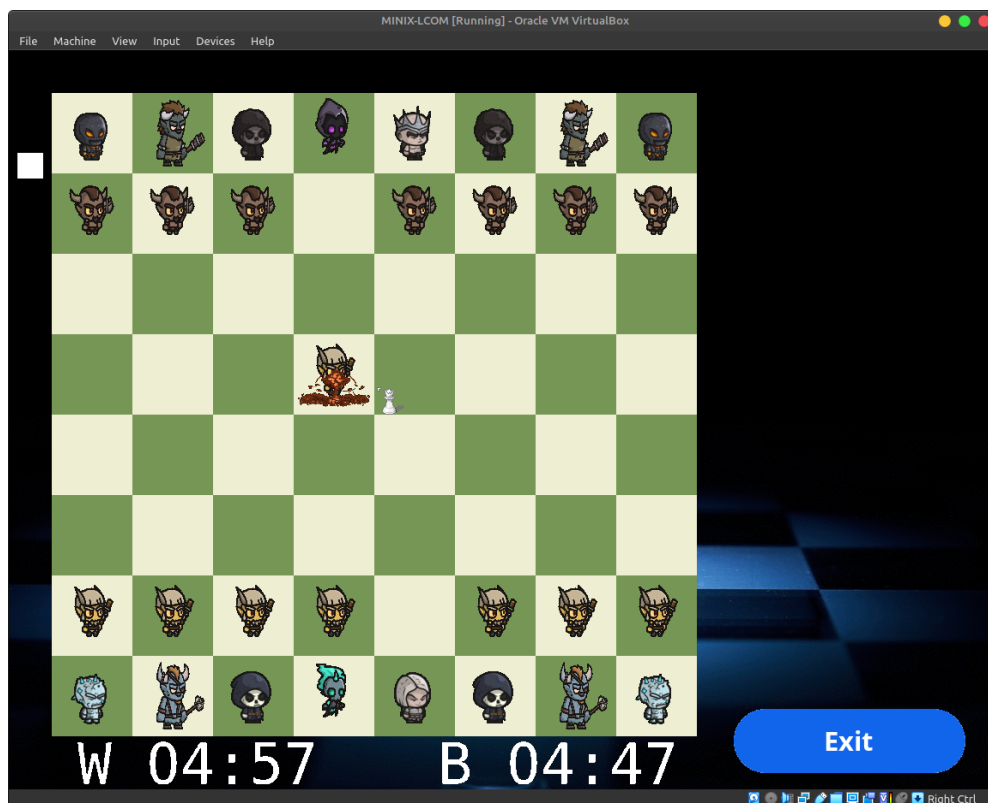 MINIX-LCOM [Running] - Oracle VM VirtualBox
File Machine View Input Devices Help
W 04:57 B 04:47
Exit
Right Ctrl